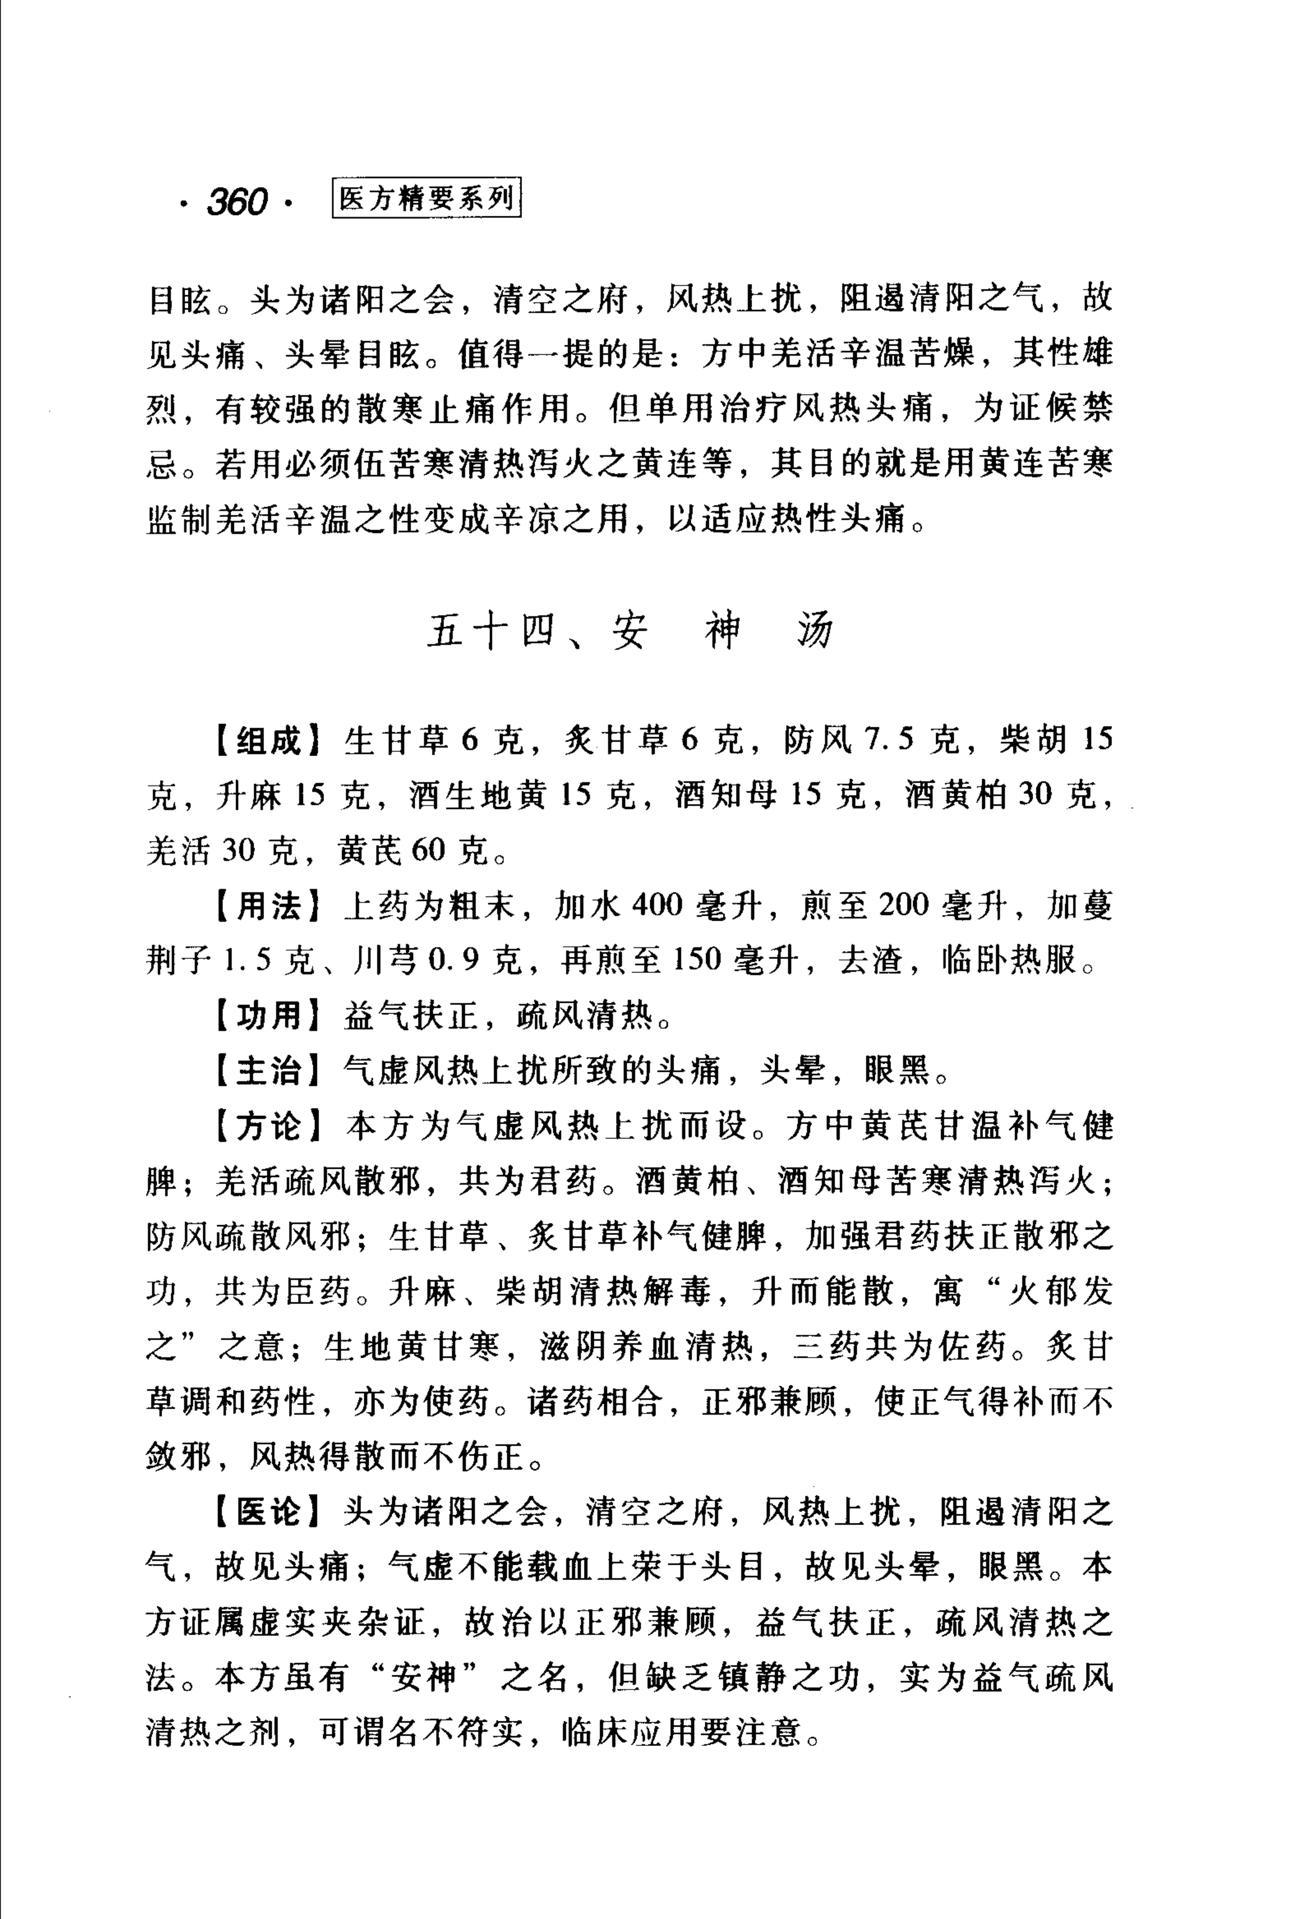 ·360· 医方精要系列
目眩。头为诸阳之会，清空之府，风热上扰，阻遏清阳之气，故
见头痛、头晕目眩。值得一提的是：方中羌活辛温苦燥，其性雄
烈，有较强的散寒止痛作用。但单用治疗风热头痛，为证候禁
忌。若用必须伍苦寒清热泻火之黄连等，其目的就是用黄连苦寒
监制羌活辛温之性变成辛凉之用，以适应热性头痛。
五十四、安 神 汤
【组成】生甘草 6 克，炙甘草 6 克，防风 7.5 克，柴胡 15
克，升麻 15 克，酒生地黄 15 克，酒知母 15 克，酒黄柏 30 克，
羌活 30 克，黄芪 60 克。
【用法】上药为粗末，加水 400 毫升，煎至 200 毫升，加蔓
荆子 1.5 克、川芎 0.9 克，再煎至 150 毫升，去渣，临卧热服。
【功用】益气扶正，疏风清热。
【主治】气虚风热上扰所致的头痛，头晕，眼黑。
【方论】本方为气虚风热上扰而设。方中黄芪甘温补气健
脾；羌活疏风散邪，共为君药。酒黄柏、酒知母苦寒清热泻火；
防风疏散风邪；生甘草、炙甘草补气健脾，加强君药扶正散邪之
功，共为臣药。升麻、柴胡清热解毒，升而能散，寓“火郁发
之”之意；生地黄甘寒，滋阴养血清热，三药共为佐药。炙甘
草调和药性，亦为使药。诸药相合，正邪兼顾，使正气得补而不
敛邪，风热得散而不伤正。
【医论】头为诸阳之会，清空之府，风热上扰，阻遏清阳之
气，故见头痛；气虚不能载血上荣于头目，故见头晕，眼黑。本
方证属虚实夹杂证，故治以正邪兼顾，益气扶正，疏风清热之
法。本方虽有“安神”之名，但缺乏镇静之功，实为益气疏风
清热之剂，可谓名不符实，临床应用要注意。